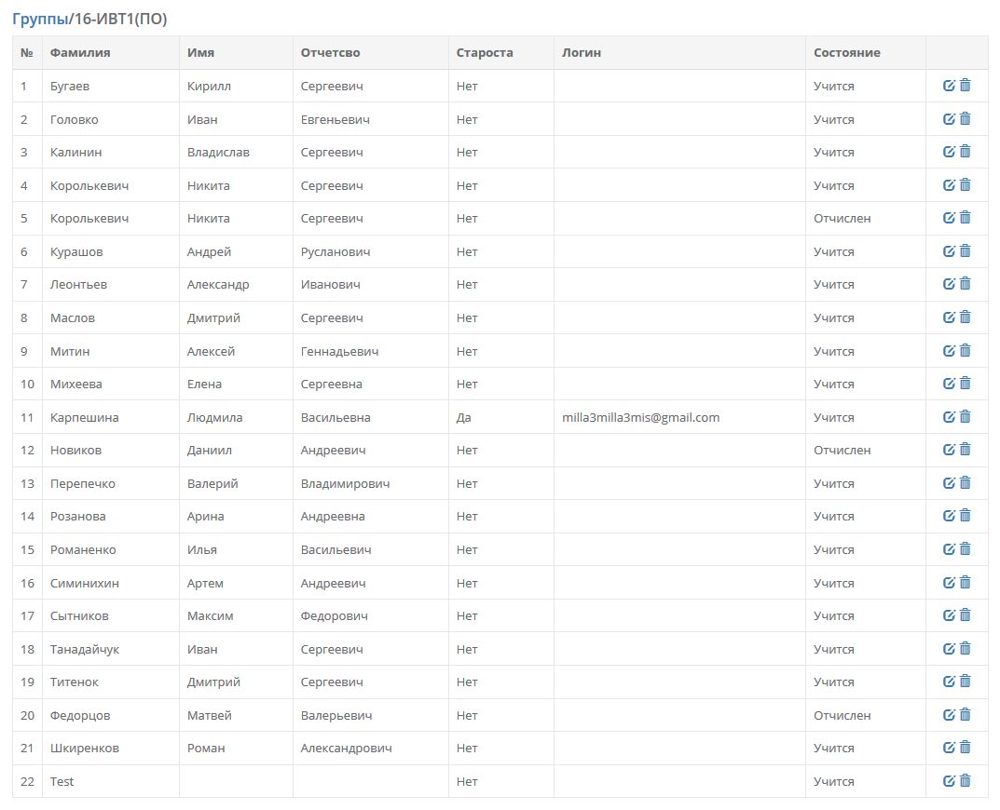 Группы/16-ИВТ1(ПО)
№ Фамилия Имя Отчетсво Староста Логин Состояние
1 Бугаев Кирилл Сергеевич Нет Учится
2 Головко Иван Евгеньевич Нет Учится
3 Калинин Владислав Сергеевич Нет Учится
4 Королькевич Никита Сергеевич Нет Учится
5 Королькевич Никита Сергеевич Нет Отчислен
6 Курашов Андрей Русланович Нет Учится
7 Леонтьев Александр Иванович Нет Учится
8 Маслов Дмитрий Сергеевич Нет Учится
9 Митин Алексей Геннадьевич Нет Учится
10 Михеева Елена Сергеевна Нет Учится
11 Карпешина Людмила Васильевна Да milla3milla3mis@gmail.com Учится
12 Новиков Даниил Андреевич Нет Отчислен
13 Перепечко Валерий Владимирович Нет Учится
14 Розанова Арина Андреевна Нет Учится
15 Романенко Илья Васильевич Нет Учится
16 Симинихин Артем Андреевич Нет Учится
17 Сытников Максим Федорович Нет Учится
18 Танадайчук Иван Сергеевич Нет Учится
19 Титенок Дмитрий Сергеевич Нет Учится
20 Федорцов Матвей Валерьевич Нет Отчислен
21 Шкиренков Роман Александрович Нет Учится
22 Test Нет Учится